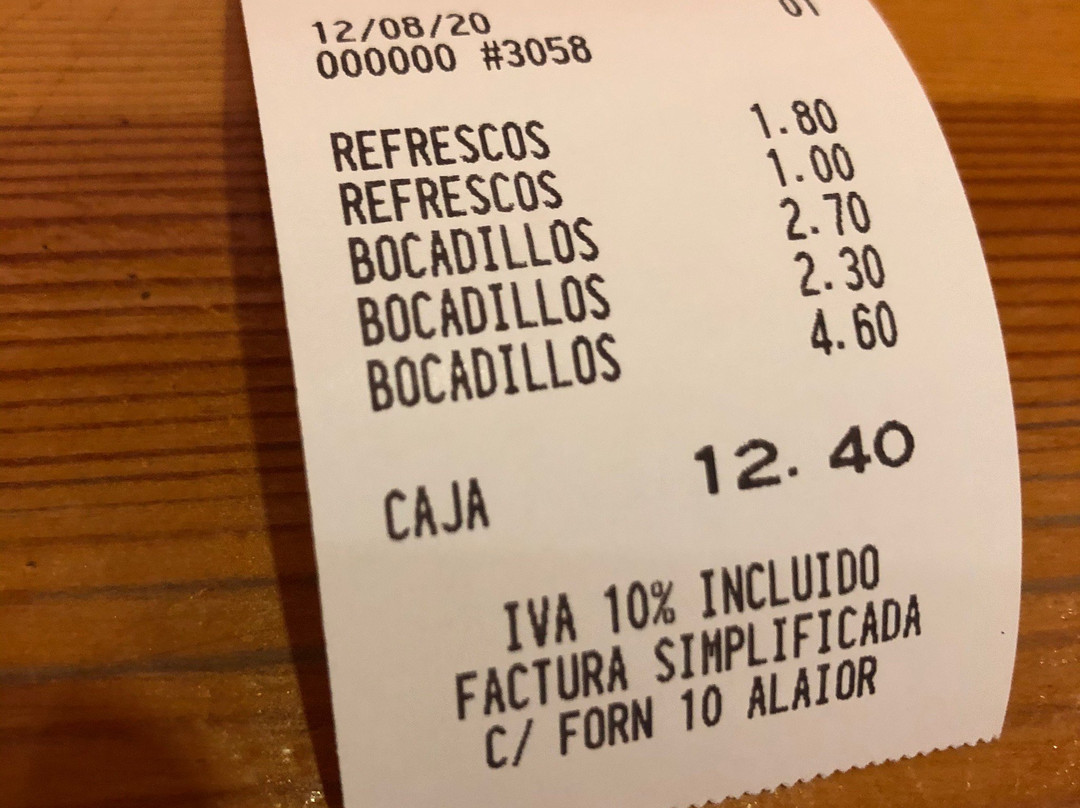 12/08/20
000000 #3058
REFRESCOS 1.80
REFRESCOS 1.00
BOCADILLOS 2.70
BOCADILLOS 2.30
BOCADILLOS 4.60
CAJA 12.40
IVA 10% INCLUIDO
FACTURA SIMPLIFICADA
C/ FORN 10 ALAIOR